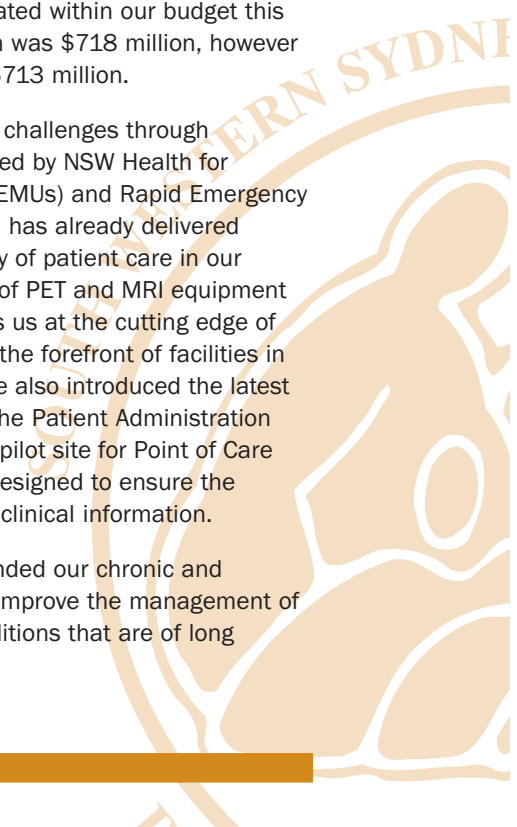 ated within our budget this
n was $718 million, however
$713 million.
challenges through
ed by NSW Health for
EMUs) and Rapid Emergency
has already delivered
y of patient care in our
of PET and MRI equipment
s us at the cutting edge of
the forefront of facilities in
e also introduced the latest
he Patient Administration
pilot site for Point of Care
esigned to ensure the
clinical information.
nded our chronic and
mprove the management of
ditions that are of long
SOUTH WESTERN SYDNE